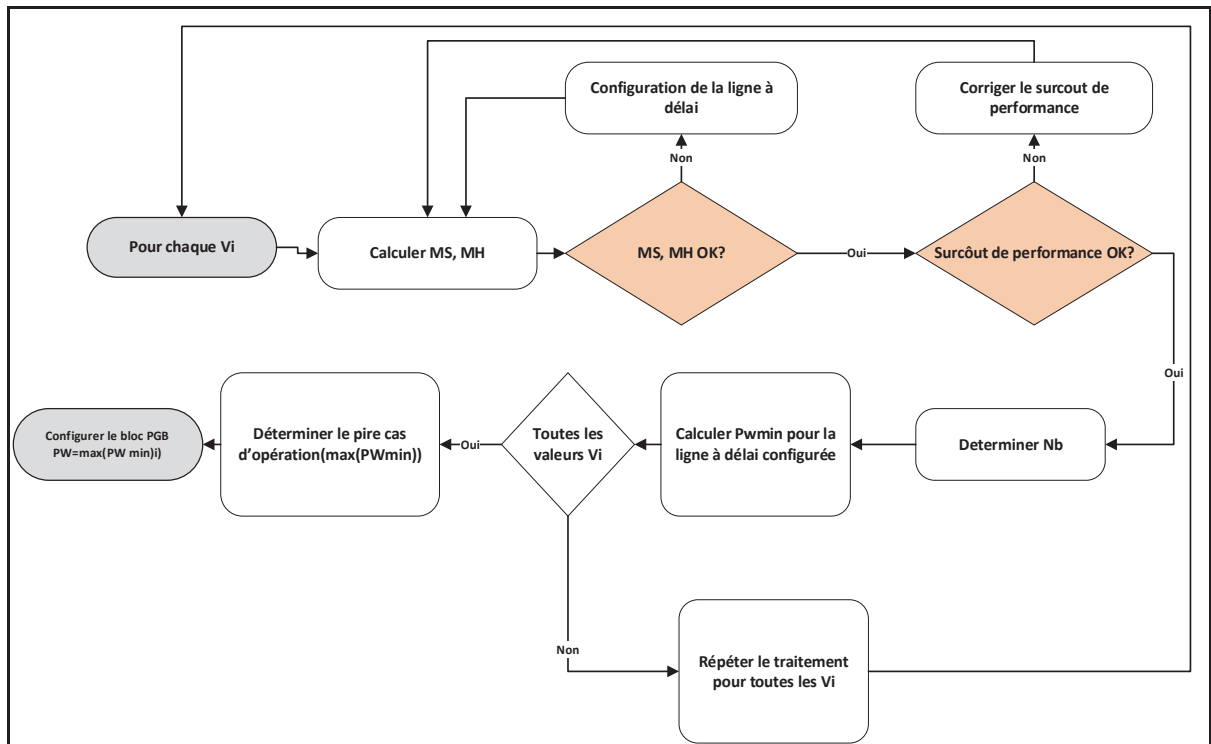 Configuration de la ligne à
délai
Corriger le surcout de
performance
Non
Non
Pour chaque Vi
Calculer MS, MH
MS, MH OK?
Oui
Surcôut de performance OK?
Oui
Configurer le bloc PGB
PW=max(PW min)i)
Déterminer le pire cas
d'opération(max(PWmin))
Oui
Toutes les
valeurs Vi
Calculer Pwmin pour la
ligne à délai configurée
Determiner Nb
Non
Répéter le traitement
pour toutes les Vi